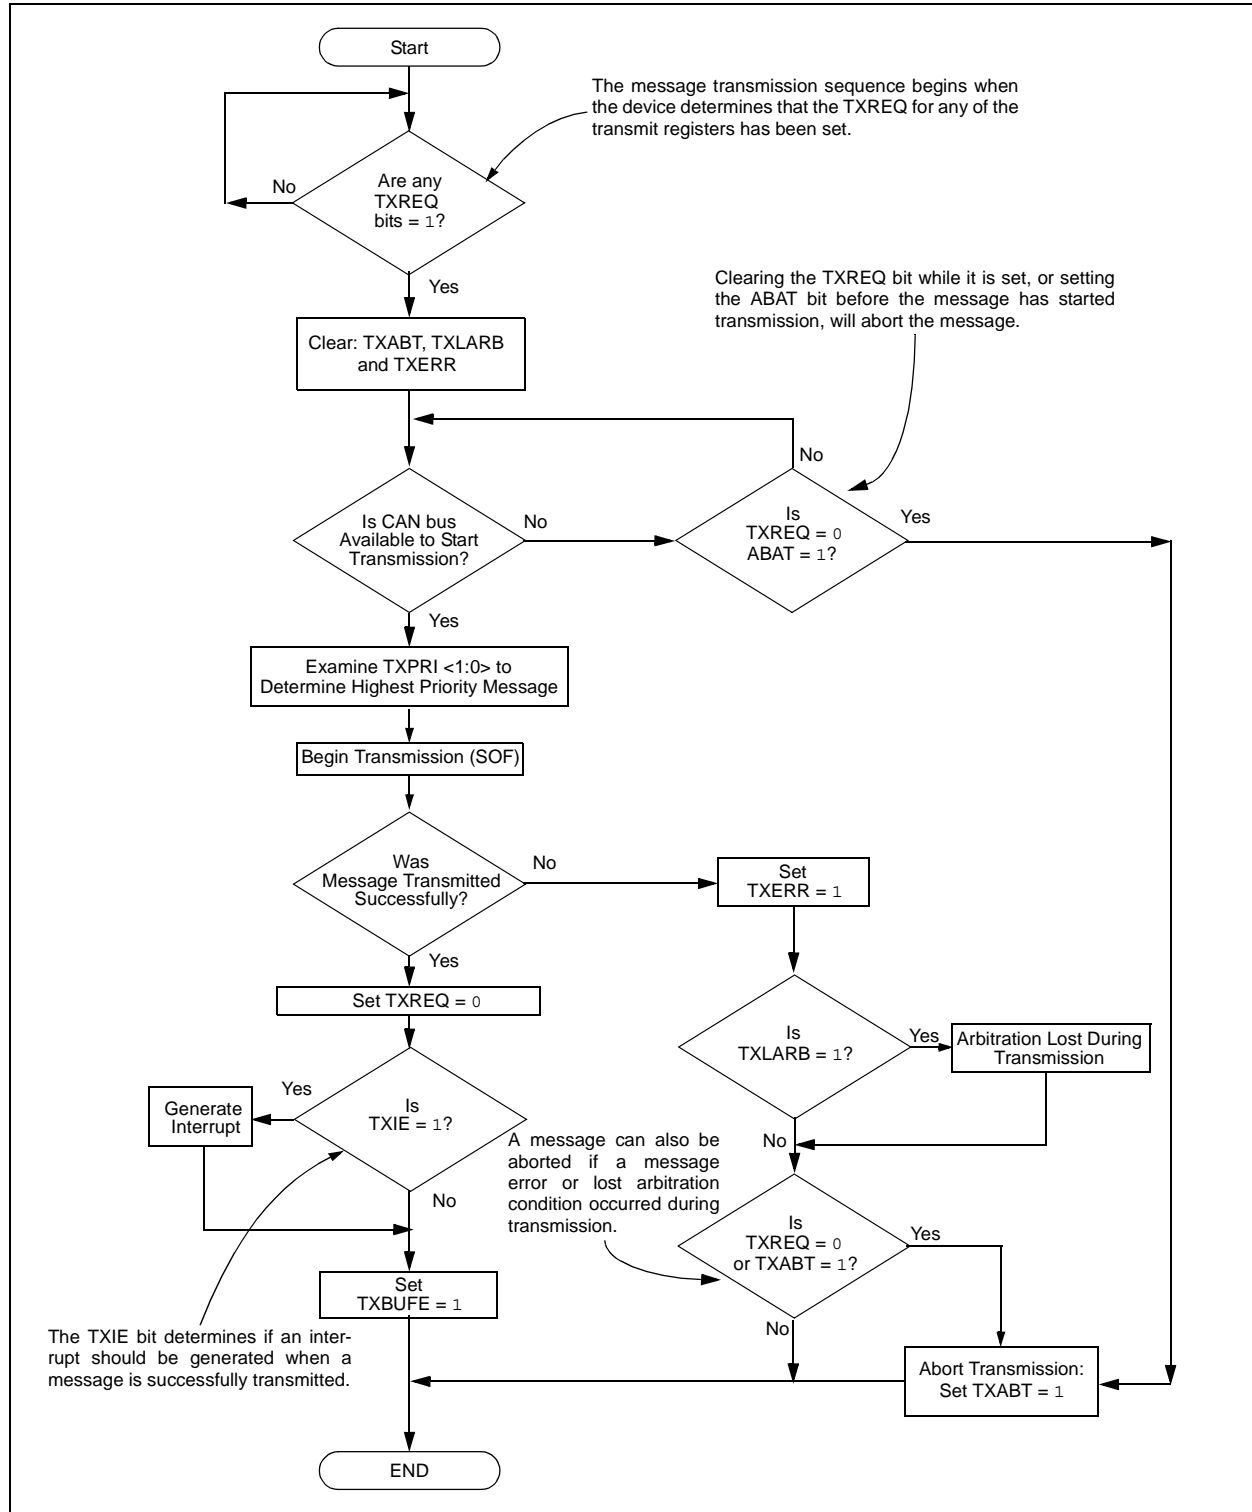 Start
The message transmission sequence begins when
the device determines that the TXREQ for any of the
transmit registers has been set.
No
Are any
TXREQ
bits = 1?
Yes
Clearing the TXREQ bit while it is set, or setting
the ABAT bit before the message has started
transmission, will abort the message.
Clear: TXABT, TXLARB
and TXERR
No
Is CAN bus
Available to Start
Transmission?
No
Is
TXREQ = 0
ABAT = 1?
Yes
Yes
Examine TXPRI <1:0> to
Determine Highest Priority Message
Begin Transmission (SOF)
Was
Message Transmitted
Successfully?
No
Set
TXERR = 1
Yes
Set TXREQ = 0
Is
TXLARB = 1?
Yes
Arbitration Lost During
Transmission
Yes
Generate
Interrupt
Is
TXIE = 1?
No
A message can also be
aborted if a message
error or lost arbitration
condition occurred during
transmission.
No
Is
TXREQ = 0
or TXABT = 1?
Yes
Set
TXBUFE = 1
No
The TXIE bit determines if an inter-
rupt should be generated when a
message is successfully transmitted.
Abort Transmission:
Set TXABT = 1
END